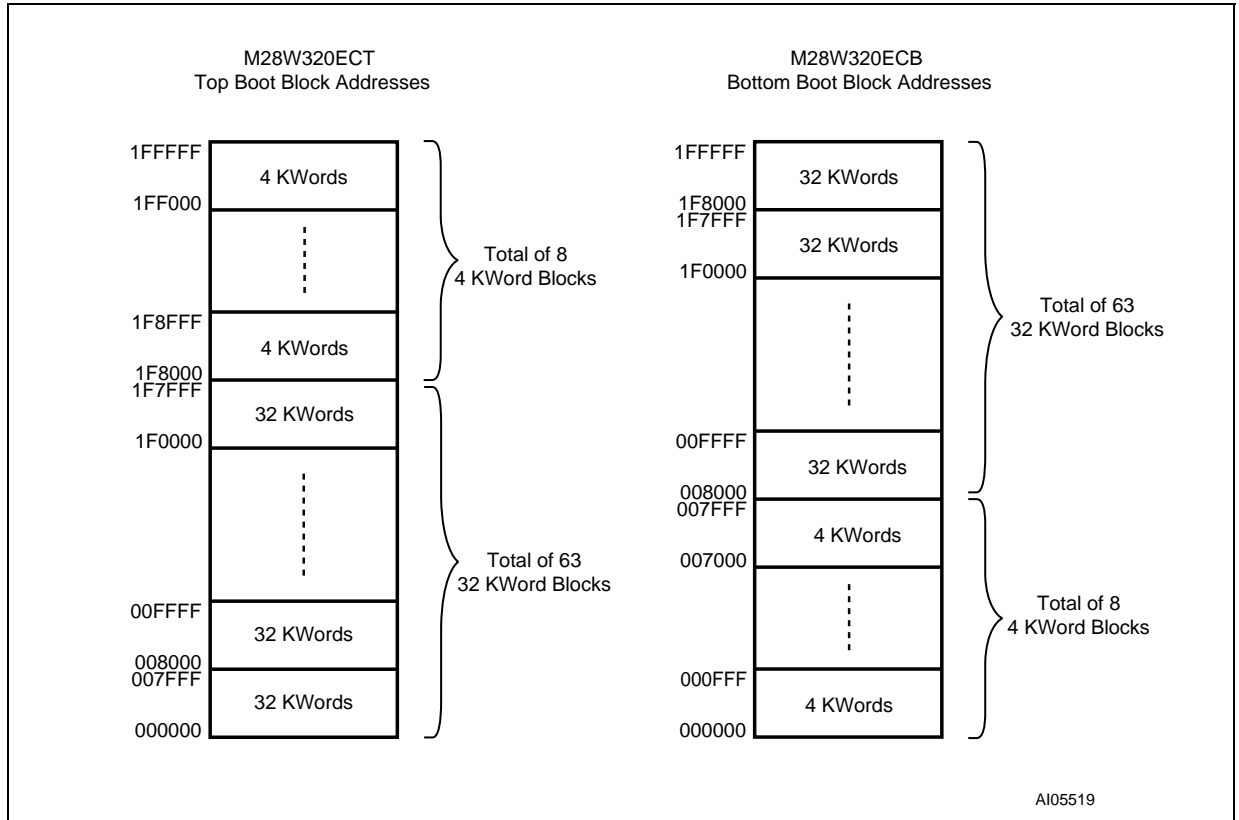 M28W320ECT
Top Boot Block Addresses
1FFFFF
4 KWords
1FF000
Total of 8
4 KWord Blocks
1F8FFF
4 KWords
1F8000
1F7FFF
32 KWords
1F0000
Total of 63
32 KWord Blocks
00FFFF
32 KWords
008000
007FFF
32 KWords
000000
M28W320ECB
Bottom Boot Block Addresses
1FFFFF
32 KWords
1F8000
1F7FFF
32 KWords
1F0000
Total of 63
32 KWord Blocks
00FFFF
32 KWords
008000
007FFF
4 KWords
007000
Total of 8
4 KWord Blocks
000FFF
4 KWords
000000
AI05519